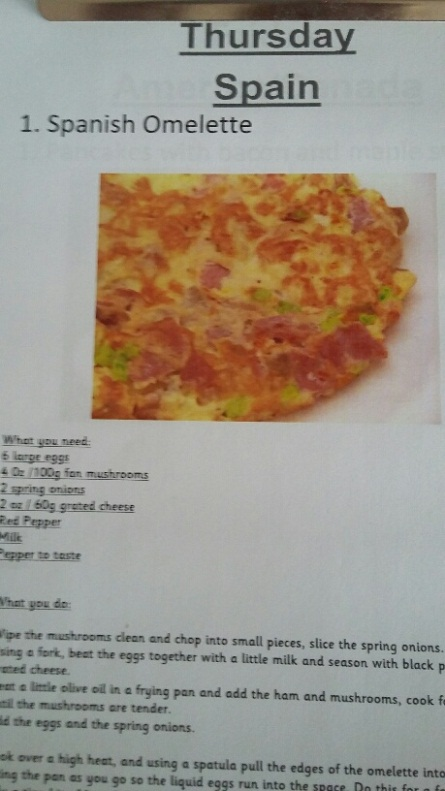 Thursday
Spain
1. Spanish Omelette
What you need:
6 large eggs
4 Oz /100g fan mushrooms
2 spring onions
2 oz / 60g grated cheese
Red Pepper
Milk
Pepper to taste
What you do:
Wipe the mushrooms clean and chop into small pieces, slice the spring onions.
sing a fork, beat the eggs together with a little milk and season with black p
rated cheese.
eat a little olive oil in a frying pan and add the ham and mushrooms, cook f
til the mushrooms are tender.
d the eggs and the spring onions.
ok over a high heat, and using a spatula pull the edges of the omelette into
ing the pan as you go so the liquid eggs run into the space. Do this for a